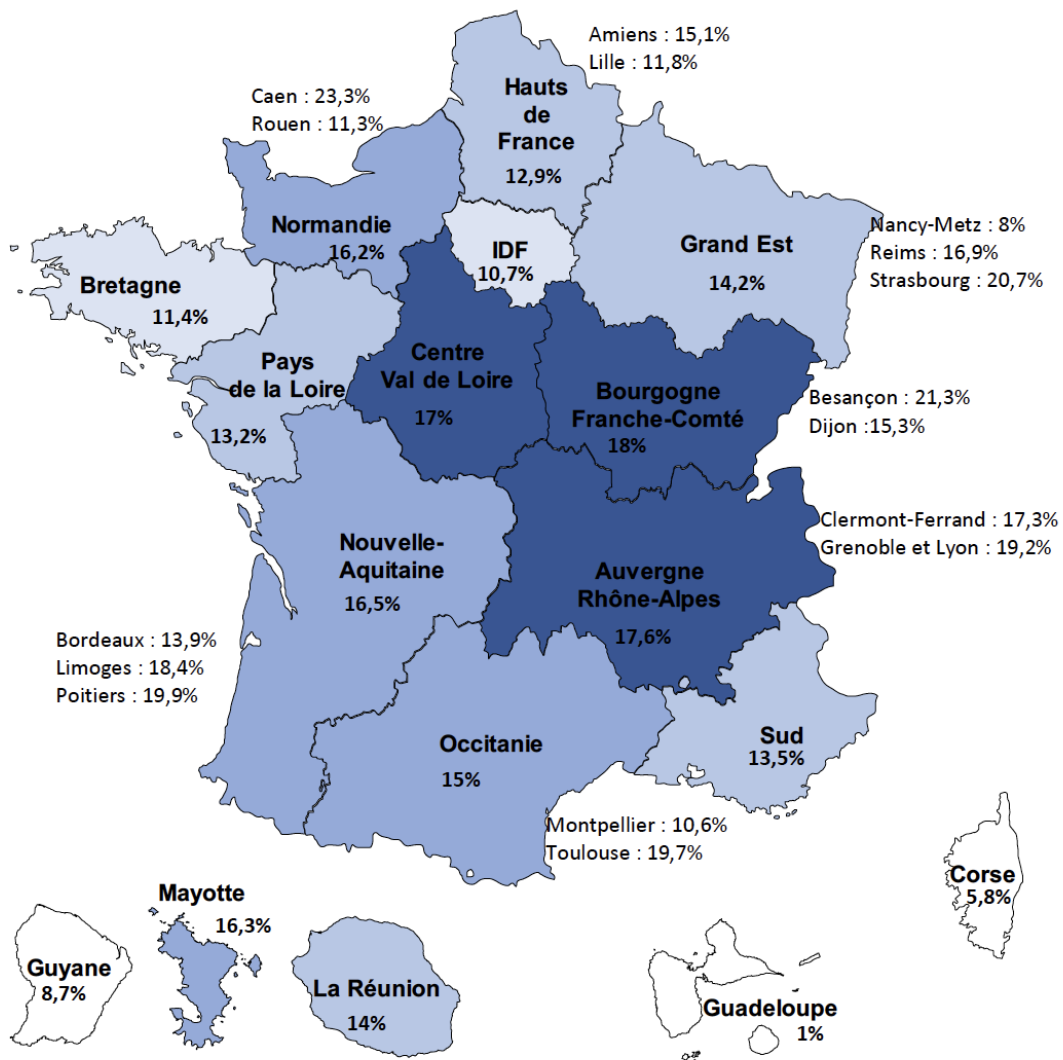 Amiens : 15,1%
Lille : 11,8%
Hauts
de
France
12,9%
Caen : 23,3%
Rouen : 11,3%
Normandie
16,2%
IDF
10,7%
Grand Est
14,2%
Nancy-Metz : 8%
Reims : 16,9%
Strasbourg : 20,7%
Bretagne
11,4%
Pays
de la Loire
13,2%
Centre
Val de Loire
17%
Bourgogne
Franche-Comté
18%
Besançon : 21,3%
Dijon :15,3%
Clermont-Ferrand : 17,3%
Grenoble et Lyon : 19,2%
Nouvelle-
Aquitaine
16,5%
Auvergne
Rhône-Alpes
17,6%
Bordeaux : 13,9%
Limoges : 18,4%
Poitiers : 19,9%
Occitanie
15%
Sud
13,5%
Montpellier : 10,6%
Toulouse : 19,7%
Corse
5,8%
Mayotte
16,3%
Guyane
8,7%
La Réunion
14%
Guadeloupe
1%